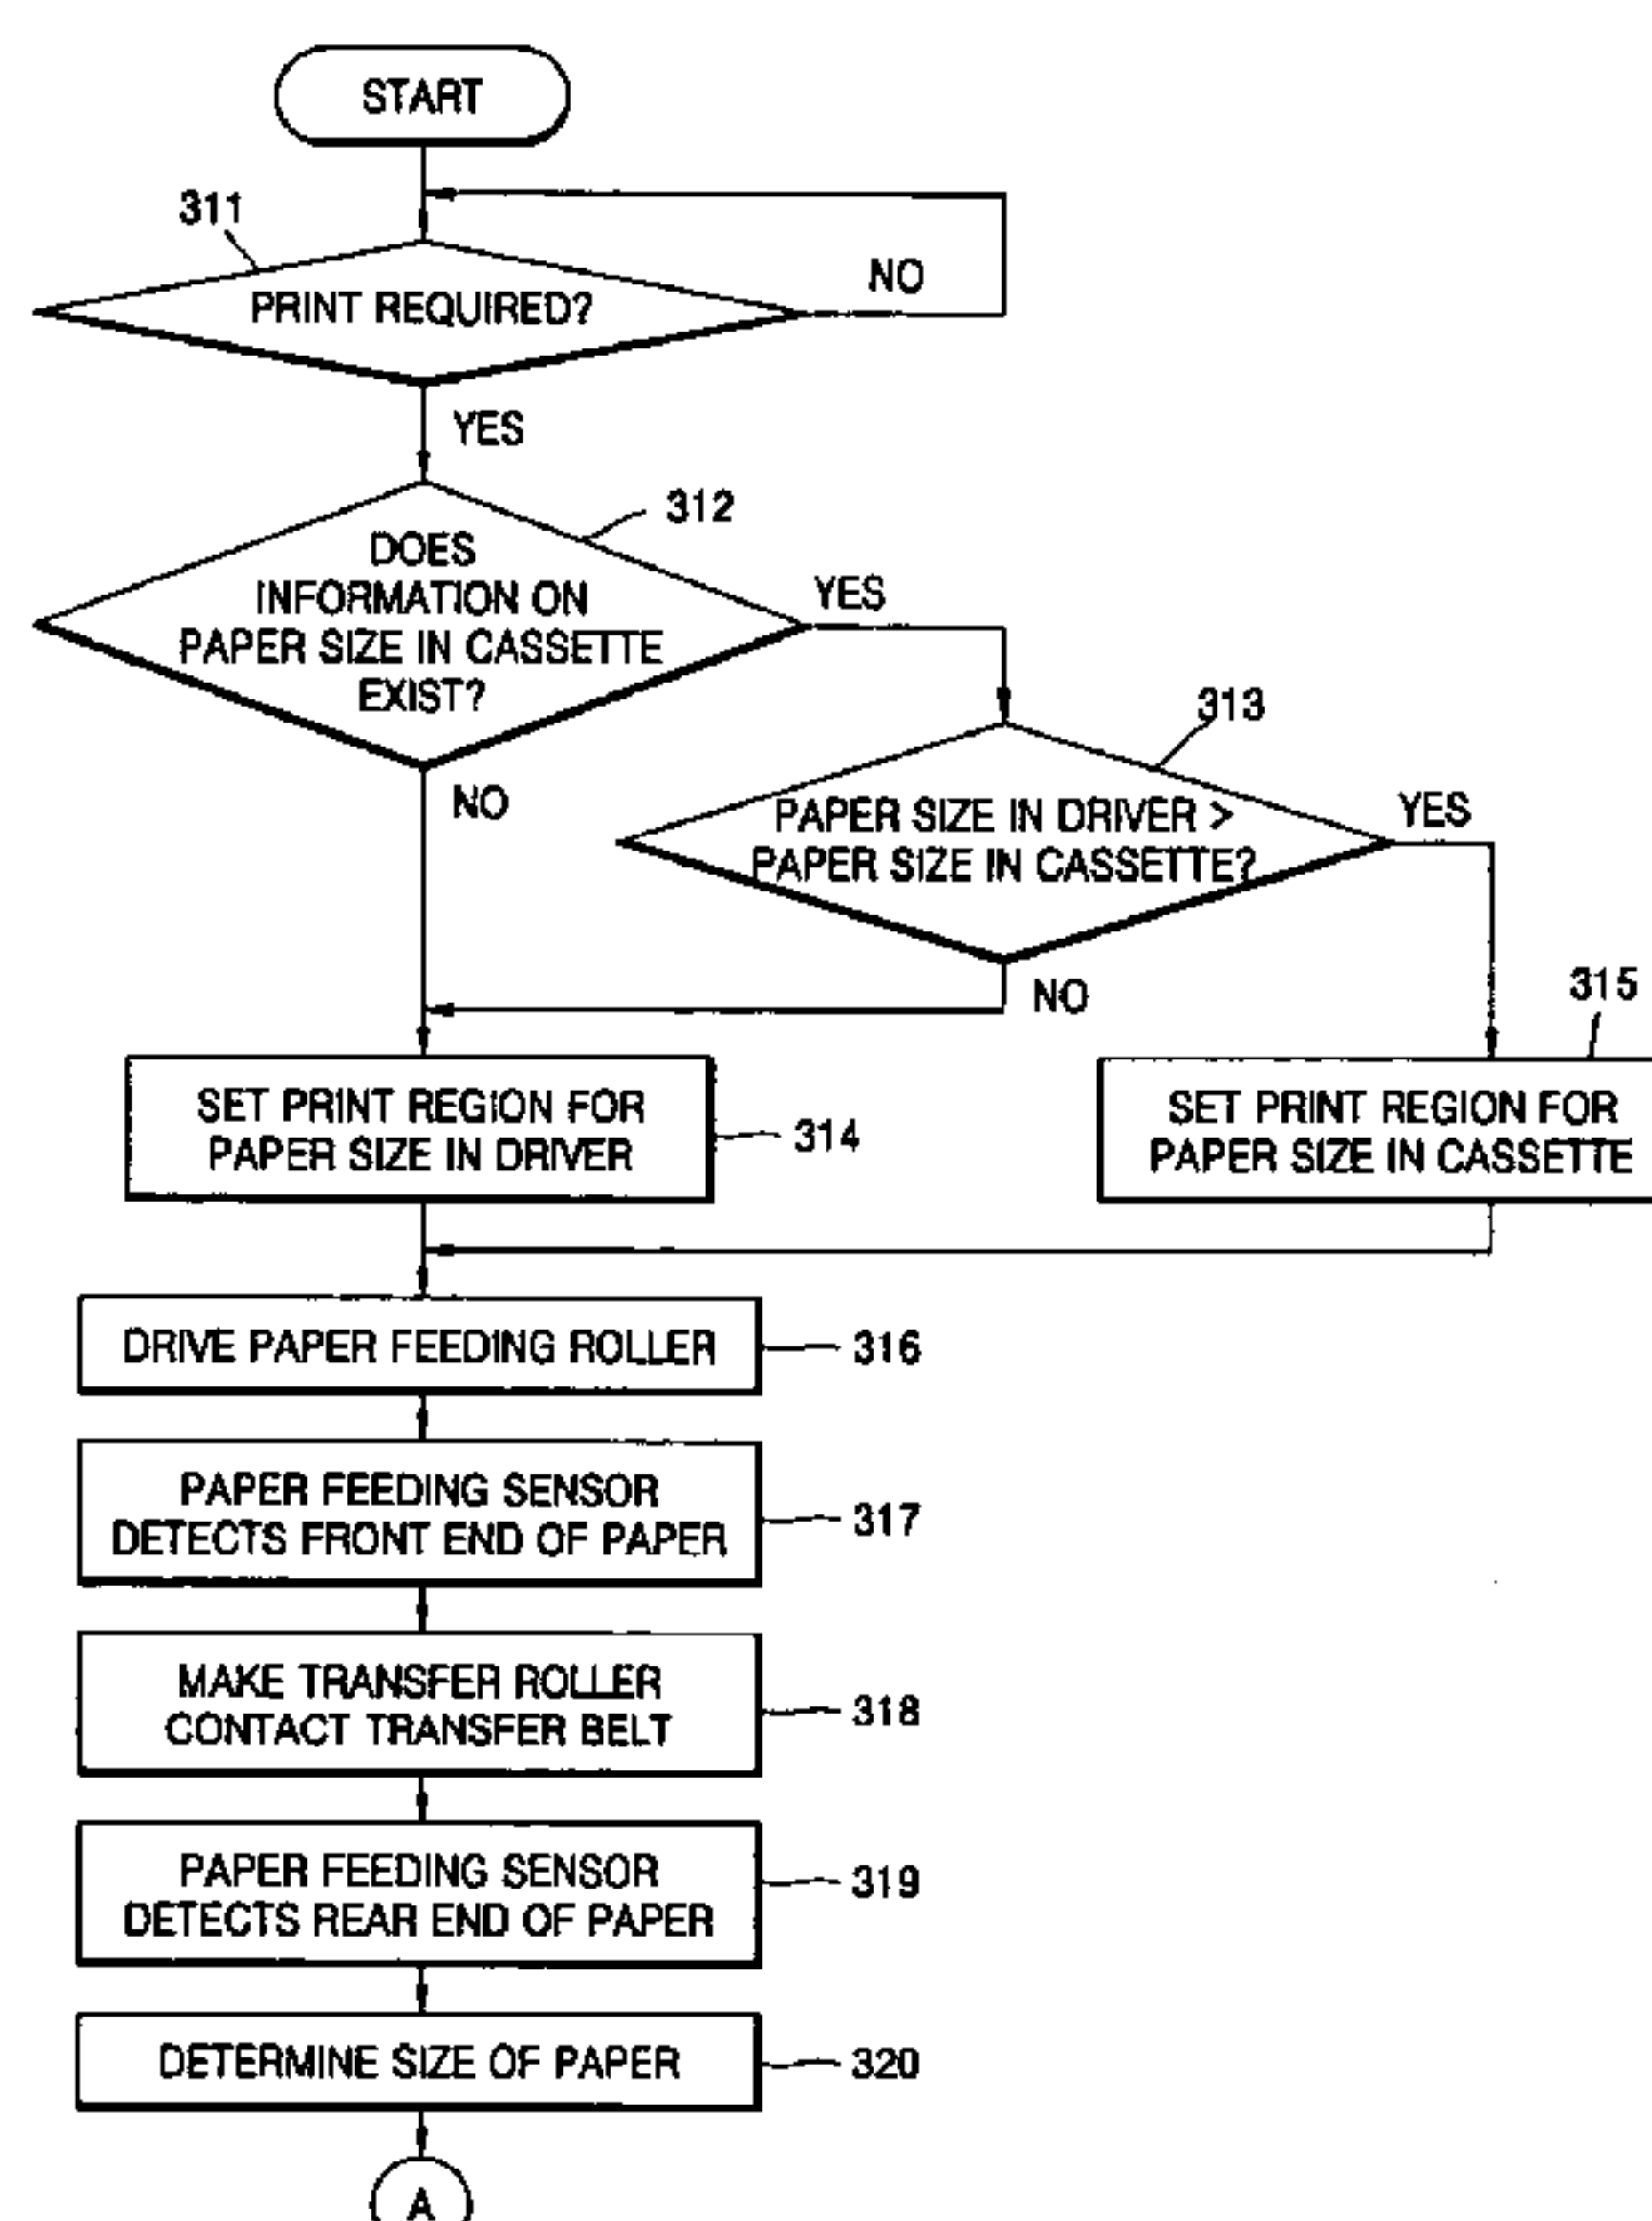 START
311
PRINT REQUIRED?
NO
YES
312
DOES
INFORMATION ON
PAPER SIZE IN CASSETTE
EXIST?
YES
NO
313
PAPER SIZE IN DRIVER >
PAPER SIZE IN CASSETTE?
YES
NO
315
SET PRINT REGION FOR
PAPER SIZE IN DRIVER
314
SET PRINT REGION FOR
PAPER SIZE IN CASSETTE
DRIVE PAPER FEEDING ROLLER
316
PAPER FEEDING SENSOR
DETECTS FRONT END OF PAPER
317
MAKE TRANSFER ROLLER
CONTACT TRANSFER BELT
318
PAPER FEEDING SENSOR
DETECTS REAR END OF PAPER
319
DETERMINE SIZE OF PAPER
320
A